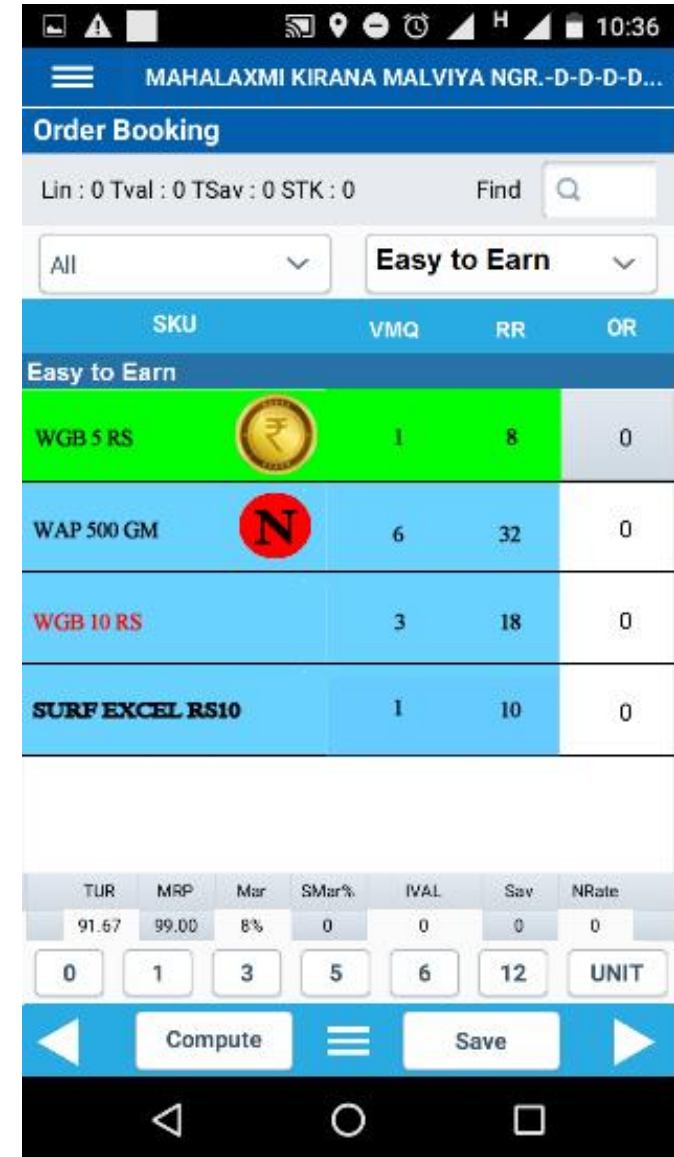 H 10:36
MAHALAXMI KIRANA MALVIYA NGR.-D-D-D-D...
Order Booking
Lin : 0 Tval : 0 TSav : 0 STK : 0 Find
All Easy to Earn
SKU VMQ RR OR
Easy to Earn
WGB 5 RS ₹ 1 8 0
WAP 500 GM N 6 32 0
WGB 10 RS 3 18 0
SURF EXCEL RS10 1 10 0
TUR MRP Mar SMar% IVAL Sav NRate
91.67 99.00 8% 0 0 0 0
0 1 3 5 6 12 UNIT
Compute Save